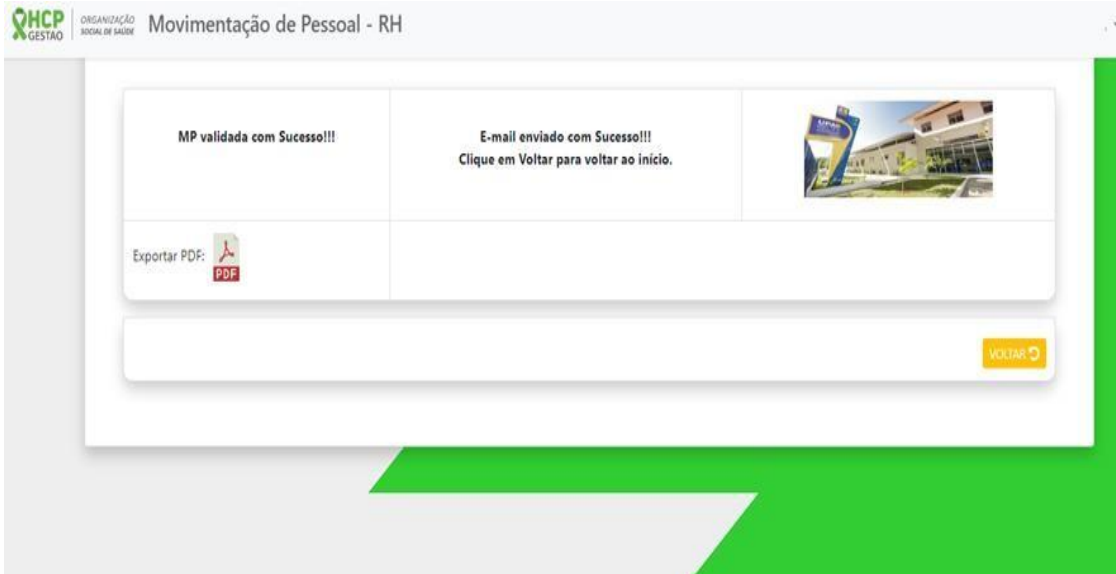 HCP
GESTAO
ORGANIZAÇÃO
SOCIAL DE SAÚDE
Movimentação de Pessoal - RH
MP validada com Sucesso!!!
E-mail enviado com Sucesso!!!
Clique em Voltar para voltar ao início.
UPAE
Exportar PDF:
PDF
VOLTAR